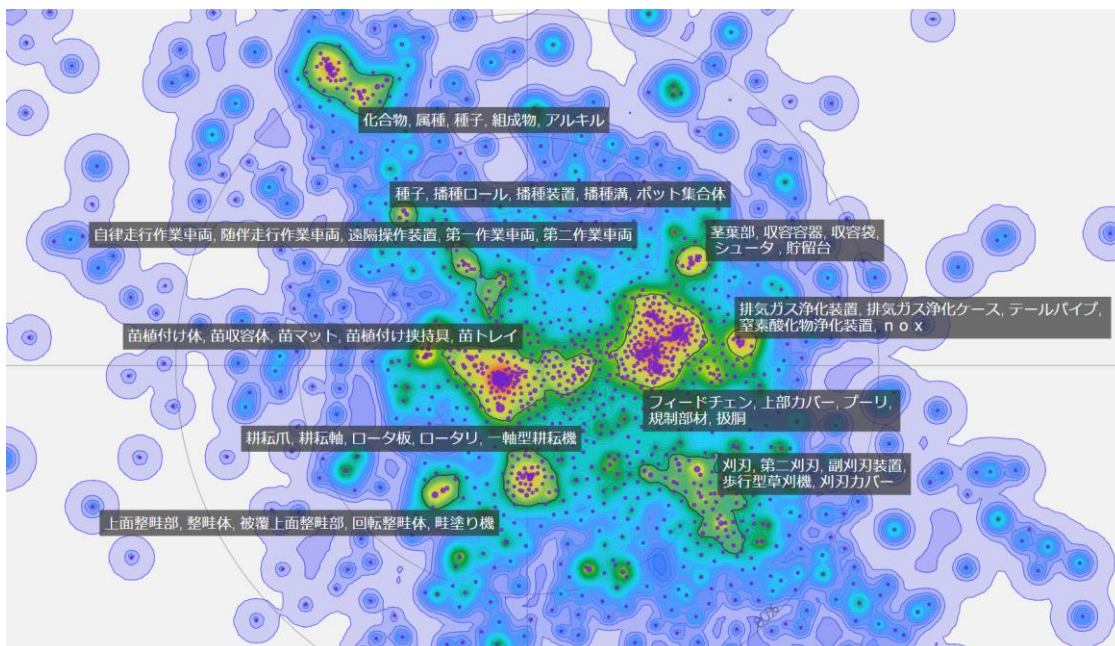 化合物, 属種, 種子, 組成物, アルキル
種子, 播種ロール, 播種装置, 播種溝, ポット集合体
自律走行作業車両, 随伴走行作業車両, 遠隔操作装置, 第一作業車両, 第二作業車両
茎葉部, 収容容器, 収容袋,
シュータ , 貯留台
排気ガス浄化装置, 排気ガス浄化ケース, テールパイプ,
窒素酸化物浄化装置, ｎｏｘ
苗植付け体, 苗収容体, 苗マット, 苗植付け挟持具, 苗トレイ
フィードチェン, 上部カバー, プーリ,
規制部材, 扱胴
耕耘爪, 耕耘軸, ロータ板, ロータリ, 一軸型耕耘機
刈刃, 第二刈刃, 副刈刃装置,
歩行型草刈機, 刈刃カバー
上面整畦部, 整畦体, 被覆上面整畦部, 回転整畦体, 畦塗り機
80%